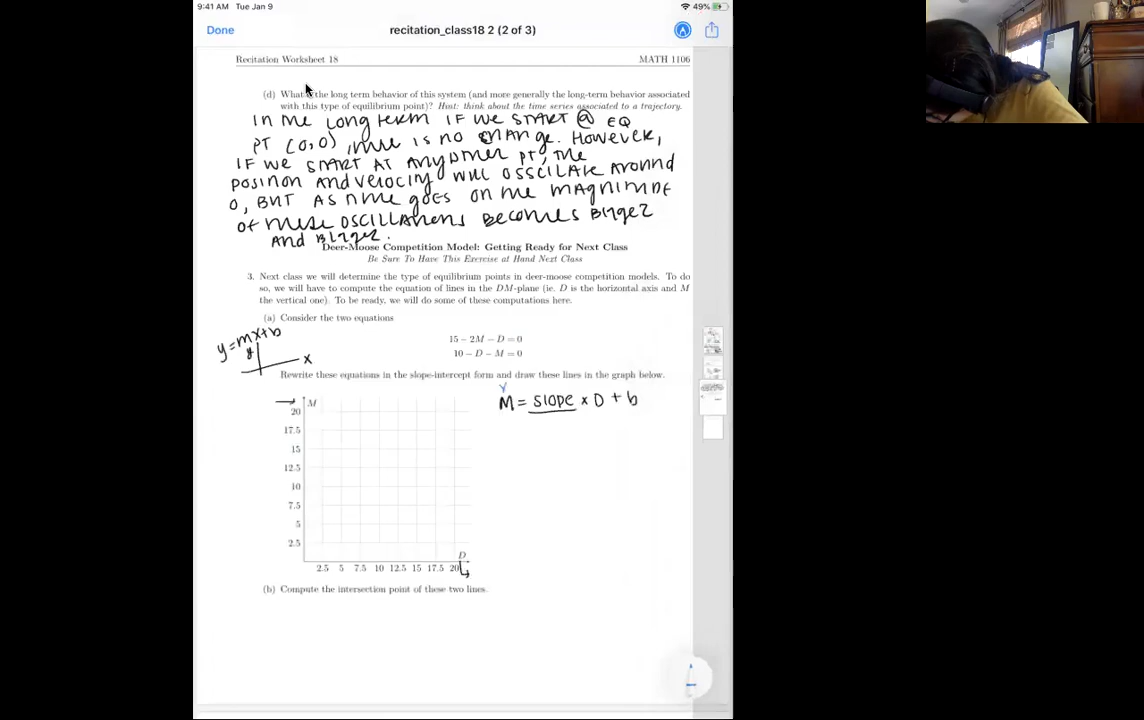 9:41 AM Tue Jan 9
49%
Done
recitation_class18 2 (2 of 3)
Recitation Worksheet 18
MATH 1106
(d) What is the long term behavior of this system (and more generally the long-term behavior associated
with this type of equilibrium point)? Hint: think about the time series associated to a trajectory.
In the long term IF we START @ EQ
PT (0,0), there is no change. However,
IF we START AT Any other PT, the
position and velocity will osscilate around
0, BUT AS time goes on the magnitude
of these oscillations becomes bigger
and bigger.
Deer-Moose Competition Model: Getting Ready for Next Class
Be Sure To Have This Exercise at Hand Next Class
3. Next class we will determine the type of equilibrium points in deer-moose competition models. To do
so, we will have to compute the equation of lines in the DM-plane (ie. D is the horizontal axis and M
the vertical one). To be ready, we will do some of these computations here.
(a) Consider the two equations
y = mx+b
y
x
15 − 2M − D = 0
10 − D − M = 0
Rewrite these equations in the slope-intercept form and draw these lines in the graph below.
Y
M = slope × D + b
M
20
17.5
15
12.5
10
7.5
5
2.5
D
2.5 5 7.5 10 12.5 15 17.5 20
(b) Compute the intersection point of these two lines.